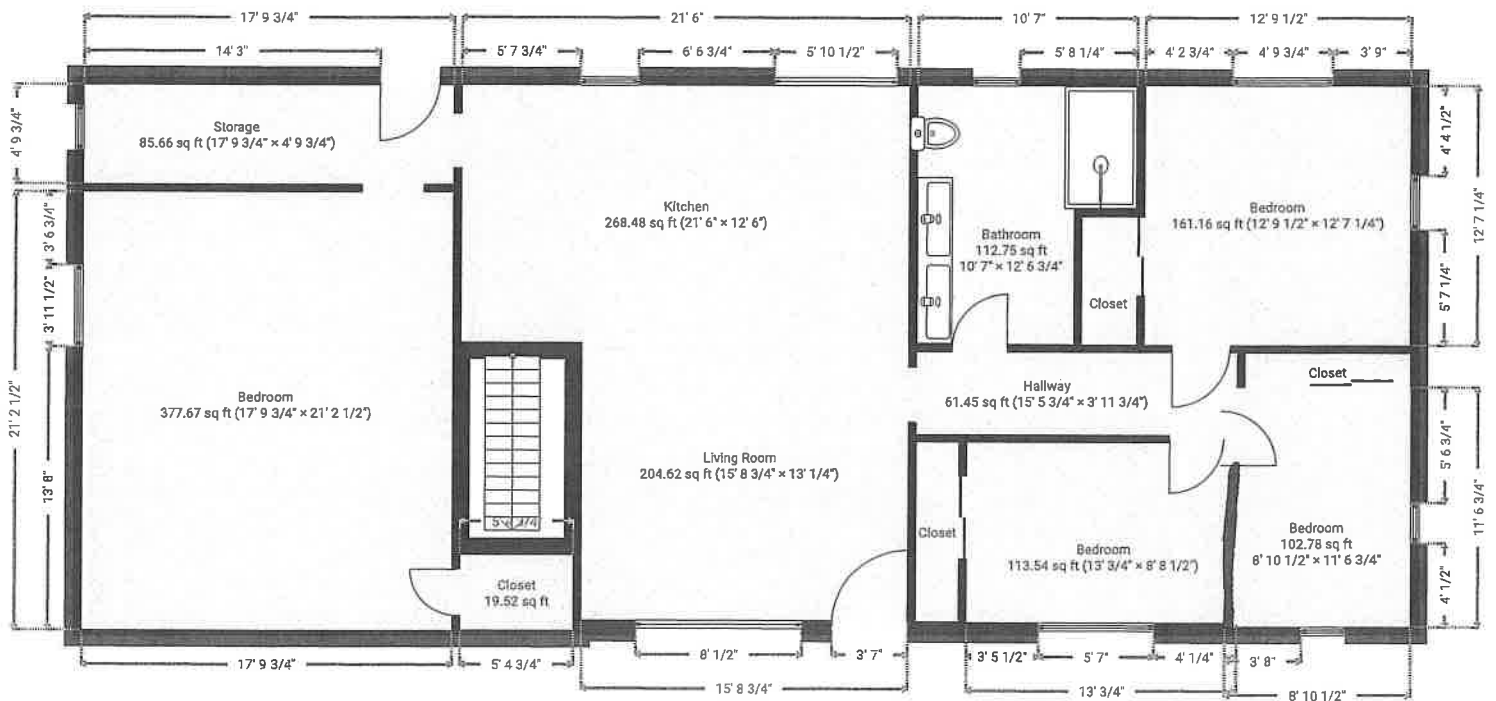 17' 9 3/4"
21' 6"
10' 7"
12' 9 1/2"
14' 3"
5' 7 3/4"
6' 6 3/4"
5' 10 1/2"
5' 8 1/4"
4' 2 3/4"
4' 9 3/4"
3' 9"
4' 9 3/4"
Storage
85.66 sq ft (17' 9 3/4" × 4' 9 3/4")
4' 4 1/2"
12' 7 1/4"
3' 6 3/4"
Kitchen
268.48 sq ft (21' 6" × 12' 6")
Bathroom
112.75 sq ft
10' 7" × 12' 6 3/4"
Bedroom
161.16 sq ft (12' 9 1/2" × 12' 7 1/4")
Closet
3' 11 1/2"
5' 7 1/4"
21' 2 1/2"
Bedroom
377.67 sq ft (17' 9 3/4" × 21' 2 1/2")
Hallway
61.45 sq ft (15' 5 3/4" × 3' 11 3/4")
Closet
5' 6 3/4"
11' 6 3/4"
13' 8"
Living Room
204.62 sq ft (15' 8 3/4" × 13' 1/4")
Closet
Bedroom
113.54 sq ft (13' 3/4" × 8' 8 1/2")
Bedroom
102.78 sq ft
8' 10 1/2" × 11' 6 3/4"
Closet
19.52 sq ft
4' 1/2"
17' 9 3/4"
5' 4 3/4"
8' 1/2"
3' 7"
3' 5 1/2"
5' 7"
4' 1/4"
3' 8"
15' 8 3/4"
13' 3/4"
8' 10 1/2"